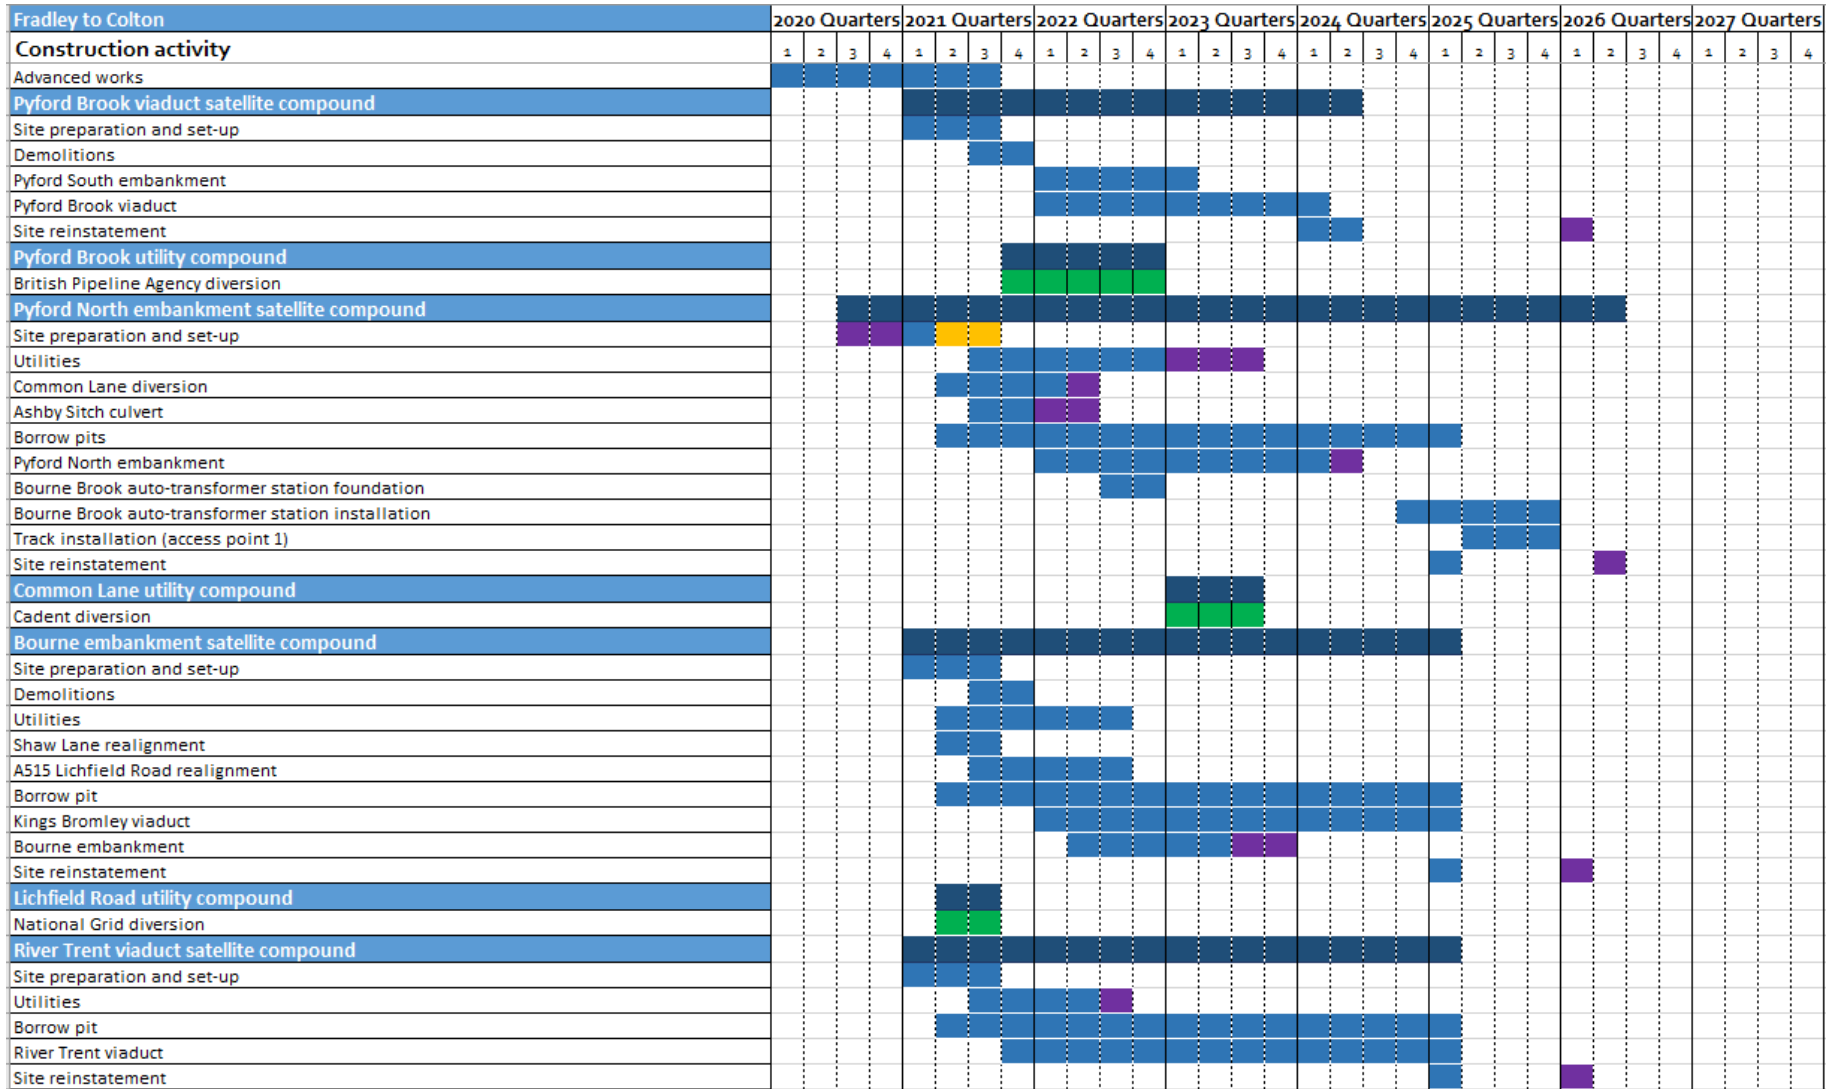 Fradley to Colton 2020 Quarters 2021 Quarters 2022 Quarters 2023 Quarters 2024 Quarters 2025 Quarters 2026 Quarters 2027 Quarters
Construction activity 1 2 3 4 1 2 3 4 1 2 3 4 1 2 3 4 1 2 3 4 1 2 3 4 1 2 3 4 1 2 3 4
Advanced works
Pyford Brook viaduct satellite compound
Site preparation and set-up
Demolitions
Pyford South embankment
Pyford Brook viaduct
Site reinstatement
Pyford Brook utility compound
British Pipeline Agency diversion
Pyford North embankment satellite compound
Site preparation and set-up
Utilities
Common Lane diversion
Ashby Sitch culvert
Borrow pits
Pyford North embankment
Bourne Brook auto-transformer station foundation
Bourne Brook auto-transformer station installation
Track installation (access point 1)
Site reinstatement
Common Lane utility compound
Cadent diversion
Bourne embankment satellite compound
Site preparation and set-up
Demolitions
Utilities
Shaw Lane realignment
A515 Lichfield Road realignment
Borrow pit
Kings Bromley viaduct
Bourne embankment
Site reinstatement
Lichfield Road utility compound
National Grid diversion
River Trent viaduct satellite compound
Site preparation and set-up
Utilities
Borrow pit
River Trent viaduct
Site reinstatement